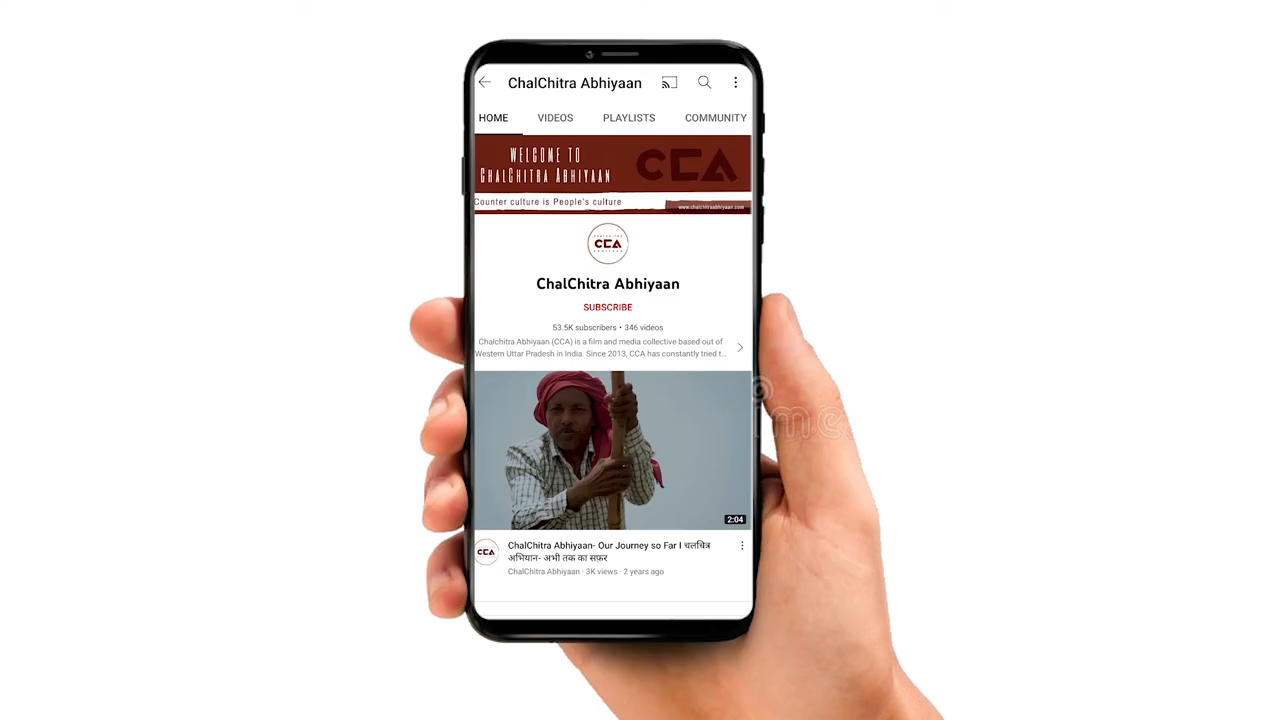 ChalChitra Abhiyaan
HOME VIDEOS PLAYLISTS COMMUNITY
WELCOME TO
CHALCHITRA ABHIYAAN
CCA
Counter culture is People's culture
www.chalchitraabhiyaan.com
CHALCHITRA
CCA
ABHIYAAN
ChalChitra Abhiyaan
SUBSCRIBE
53.5K subscribers • 346 videos
Chalchitra Abhiyaan (CCA) is a film and media collective based out of
Western Uttar Pradesh in India. Since 2013, CCA has constantly tried t...
2:04
CCA
ChalChitra Abhiyaan- Our Journey so Far I चलचित्र
अभियान- अभी तक का सफ़र
ChalChitra Abhiyaan · 3K views · 2 years ago